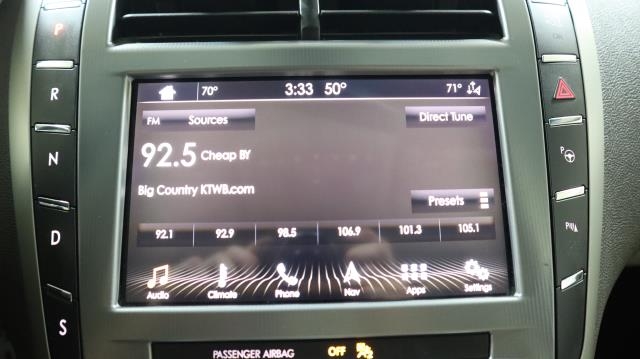 P
R
N
D
S
70° 3:33 50° 71°
FM Sources Direct Tune
92.5 Cheap BY
Big Country KTWB.com
Presets
92.1 92.9 98.5 106.9 101.3 105.1
Audio Climate Phone Nav Apps Settings
PASSENGER AIRBAG OFF
P
P